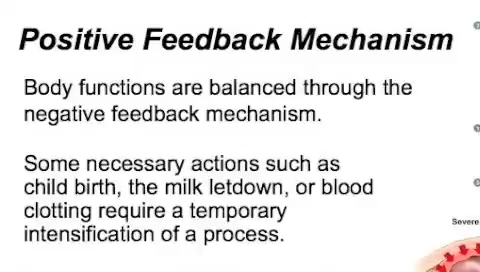 Positive Feedback Mechanism
Body functions are balanced through the
negative feedback mechanism.
Some necessary actions such as
child birth, the milk letdown, or blood
clotting require a temporary
intensification of a process.
Severe